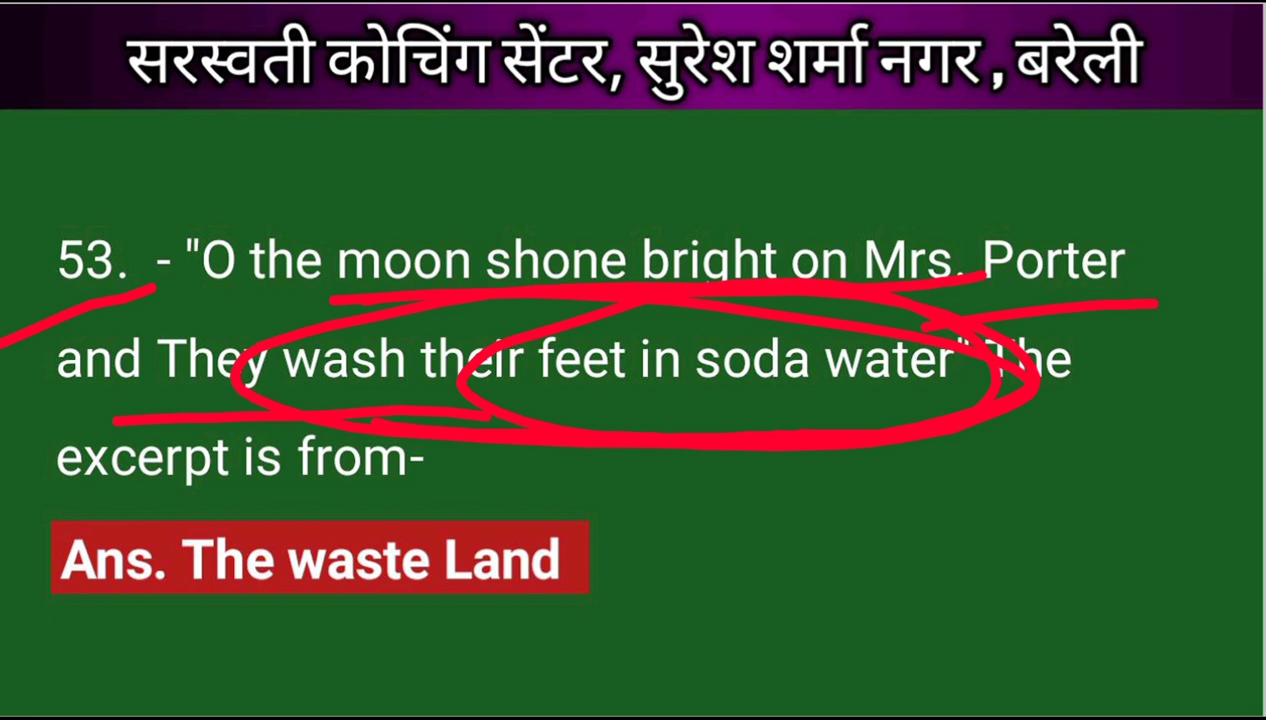 सरस्वती कोचिंग सेंटर, सुरेश शर्मा नगर , बरेली
53. - "O the moon shone bright on Mrs. Porter
and They wash their feet in soda water" The
excerpt is from-
Ans. The waste Land